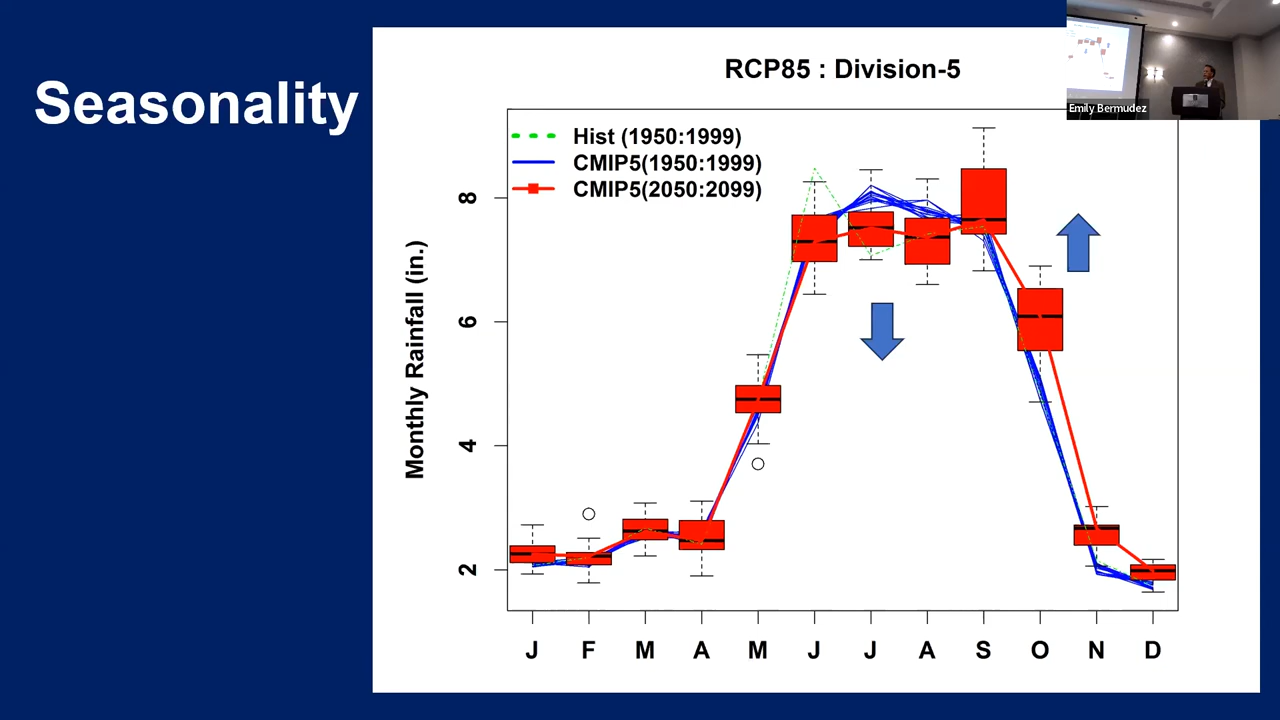 Seasonality
RCP85 : Division-5
Emily Bermudez
Hist (1950:1999)
CMIP5(1950:1999)
CMIP5(2050:2099)
Monthly Rainfall (in.)
8
6
4
2
J F M A M J J A S O N D